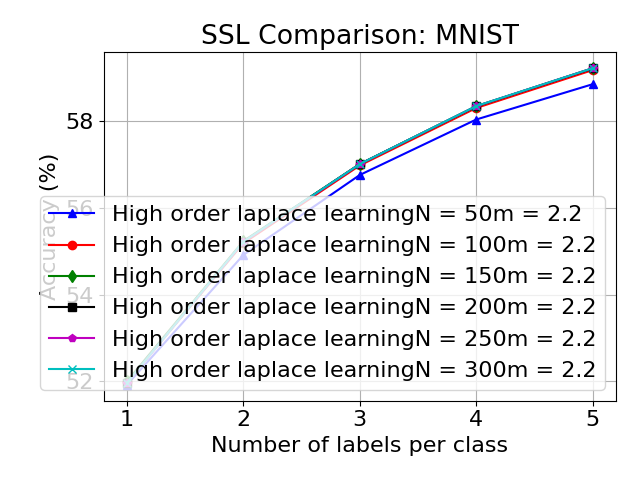 SSL Comparison: MNIST
Accuracy (%)
58
56
54
52
High order laplace learningN = 50m = 2.2
High order laplace learningN = 100m = 2.2
High order laplace learningN = 150m = 2.2
High order laplace learningN = 200m = 2.2
High order laplace learningN = 250m = 2.2
High order laplace learningN = 300m = 2.2
1 2 3 4 5
Number of labels per class